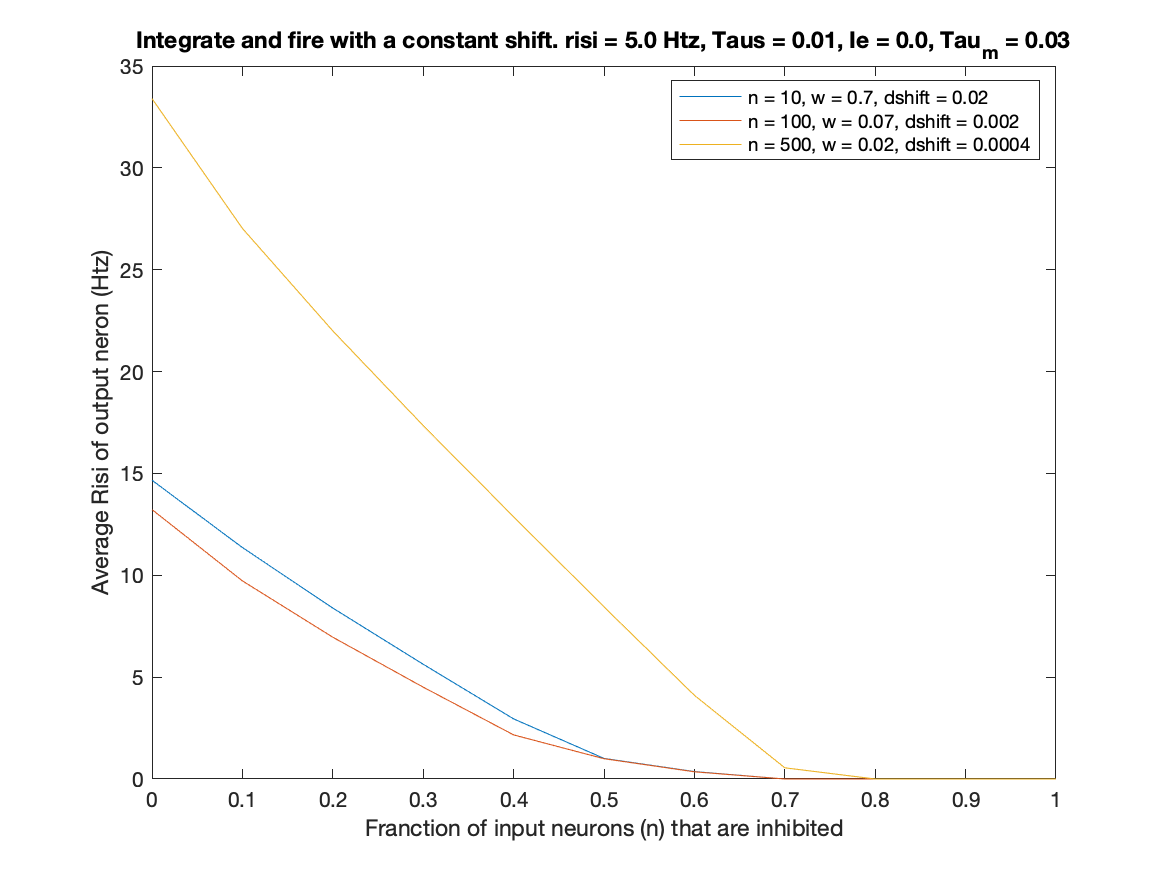 Integrate and fire with a constant shift. risi = 5.0 Htz, Taus = 0.01, Ie = 0.0, Tau_m = 0.03
35
30
25
20
15
10
5
0
n = 10, w = 0.7, dshift = 0.02
n = 100, w = 0.07, dshift = 0.002
n = 500, w = 0.02, dshift = 0.0004
Average Risi of output neron (Htz)
0 0.1 0.2 0.3 0.4 0.5 0.6 0.7 0.8 0.9 1
Franction of input neurons (n) that are inhibited